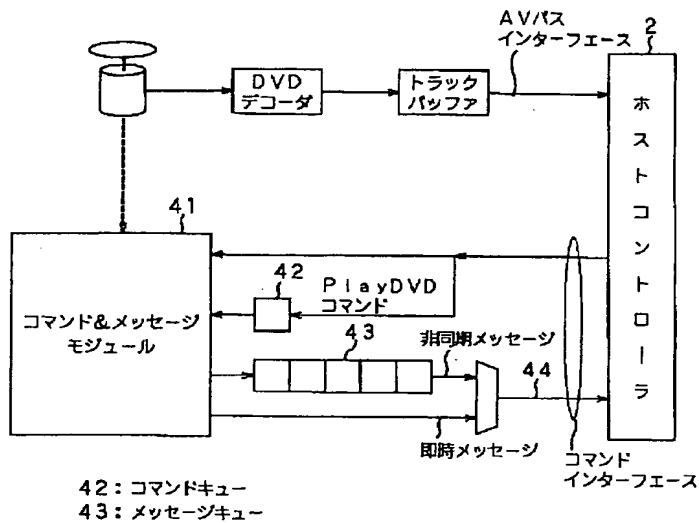 AVパス
インターフェース
2
DVD
デコーダ
トラック
バッファ
ホストコントローラ
41
42
PlayDVD
コマンド
コマンド&メッセージ
モジュール
43
非同期メッセージ
44
即時メッセージ
コマンド
インターフェース
42:コマンドキュー
43:メッセージキュー